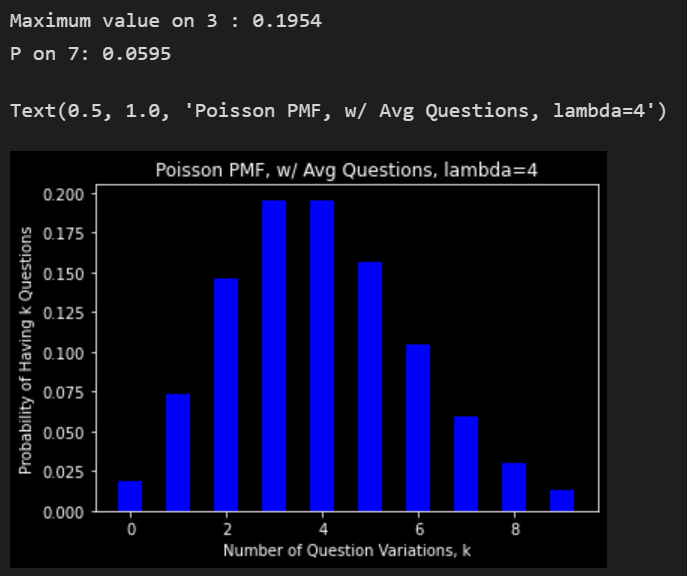 Maximum value on 3 : 0.1954
P on 7: 0.0595
Text(0.5, 1.0, 'Poisson PMF, w/ Avg Questions, lambda=4')
Poisson PMF, w/ Avg Questions, lambda=4
Probability of Having k Questions
0.200
0.175
0.150
0.125
0.100
0.075
0.050
0.025
0.000
0 2 4 6 8
Number of Question Variations, k